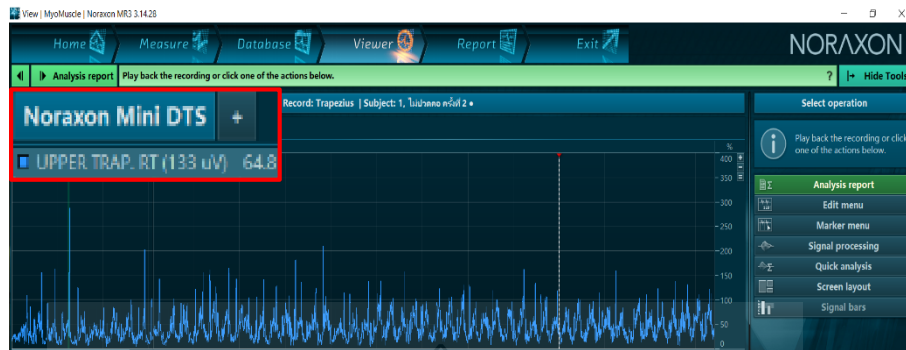 View | MyoMuscle | Noraxon MR3 3.14.28
Home Measure Database Viewer Report Exit NORAXON
Analysis report Play back the recording or click one of the actions below. ? Hide Tools
Noraxon Mini DTS +
Record: Trapezius | Subject: 1, ไม่ปวดคอ ครั้งที่ 2
Select operation
UPPER TRAP. RT (133 uV) 64.8
%
400
350
300
200
150
100
50
0
i
Play back the recording or click
one of the actions below.
Analysis report
Edit menu
Marker menu
Signal processing
Quick analysis
Screen layout
Signal bars